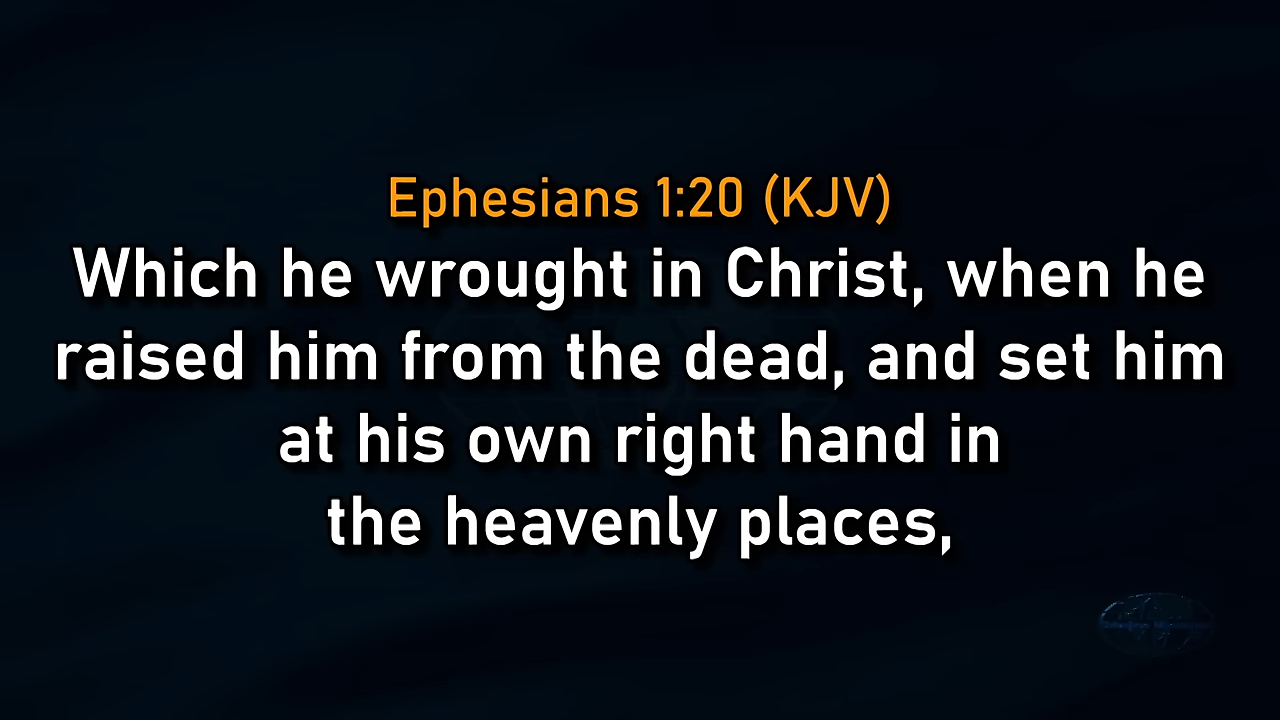 Ephesians 1:20 (KJV)
Which he wrought in Christ, when he
raised him from the dead, and set him
at his own right hand in
the heavenly places,